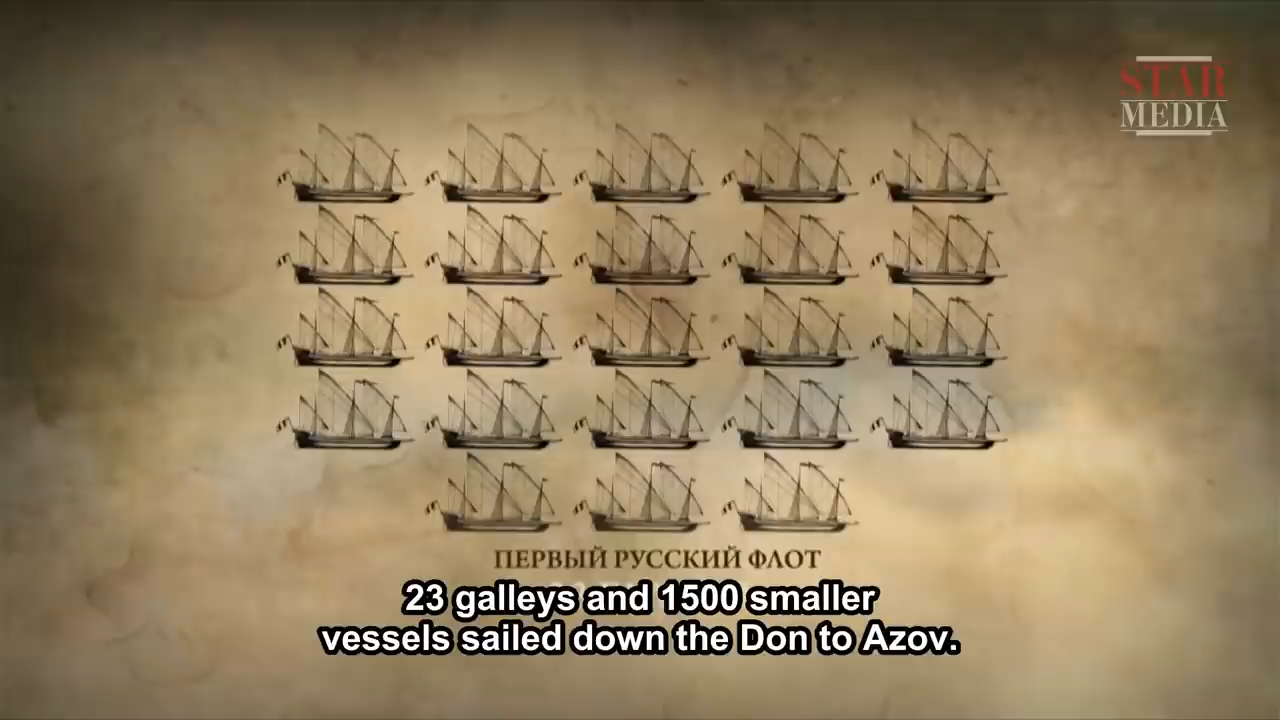 STAR
MEDIA
ПЕРВЫЙ РУССКИЙ ФЛОТ
23 galleys and 1500 smaller
vessels sailed down the Don to Azov.